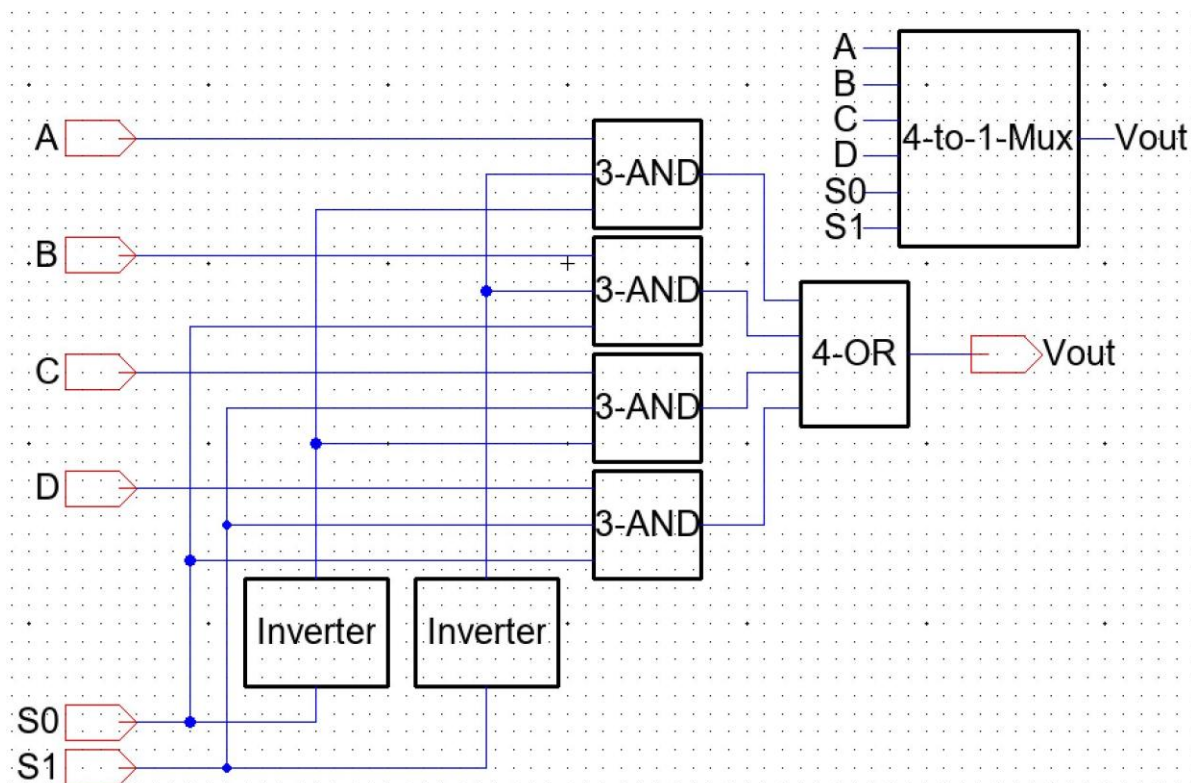 A
B
C
D
S0
S1
4-to-1-Mux
Vout
A
B
C
D
S0
S1
3-AND
3-AND
3-AND
3-AND
4-OR
Vout
Inverter
Inverter